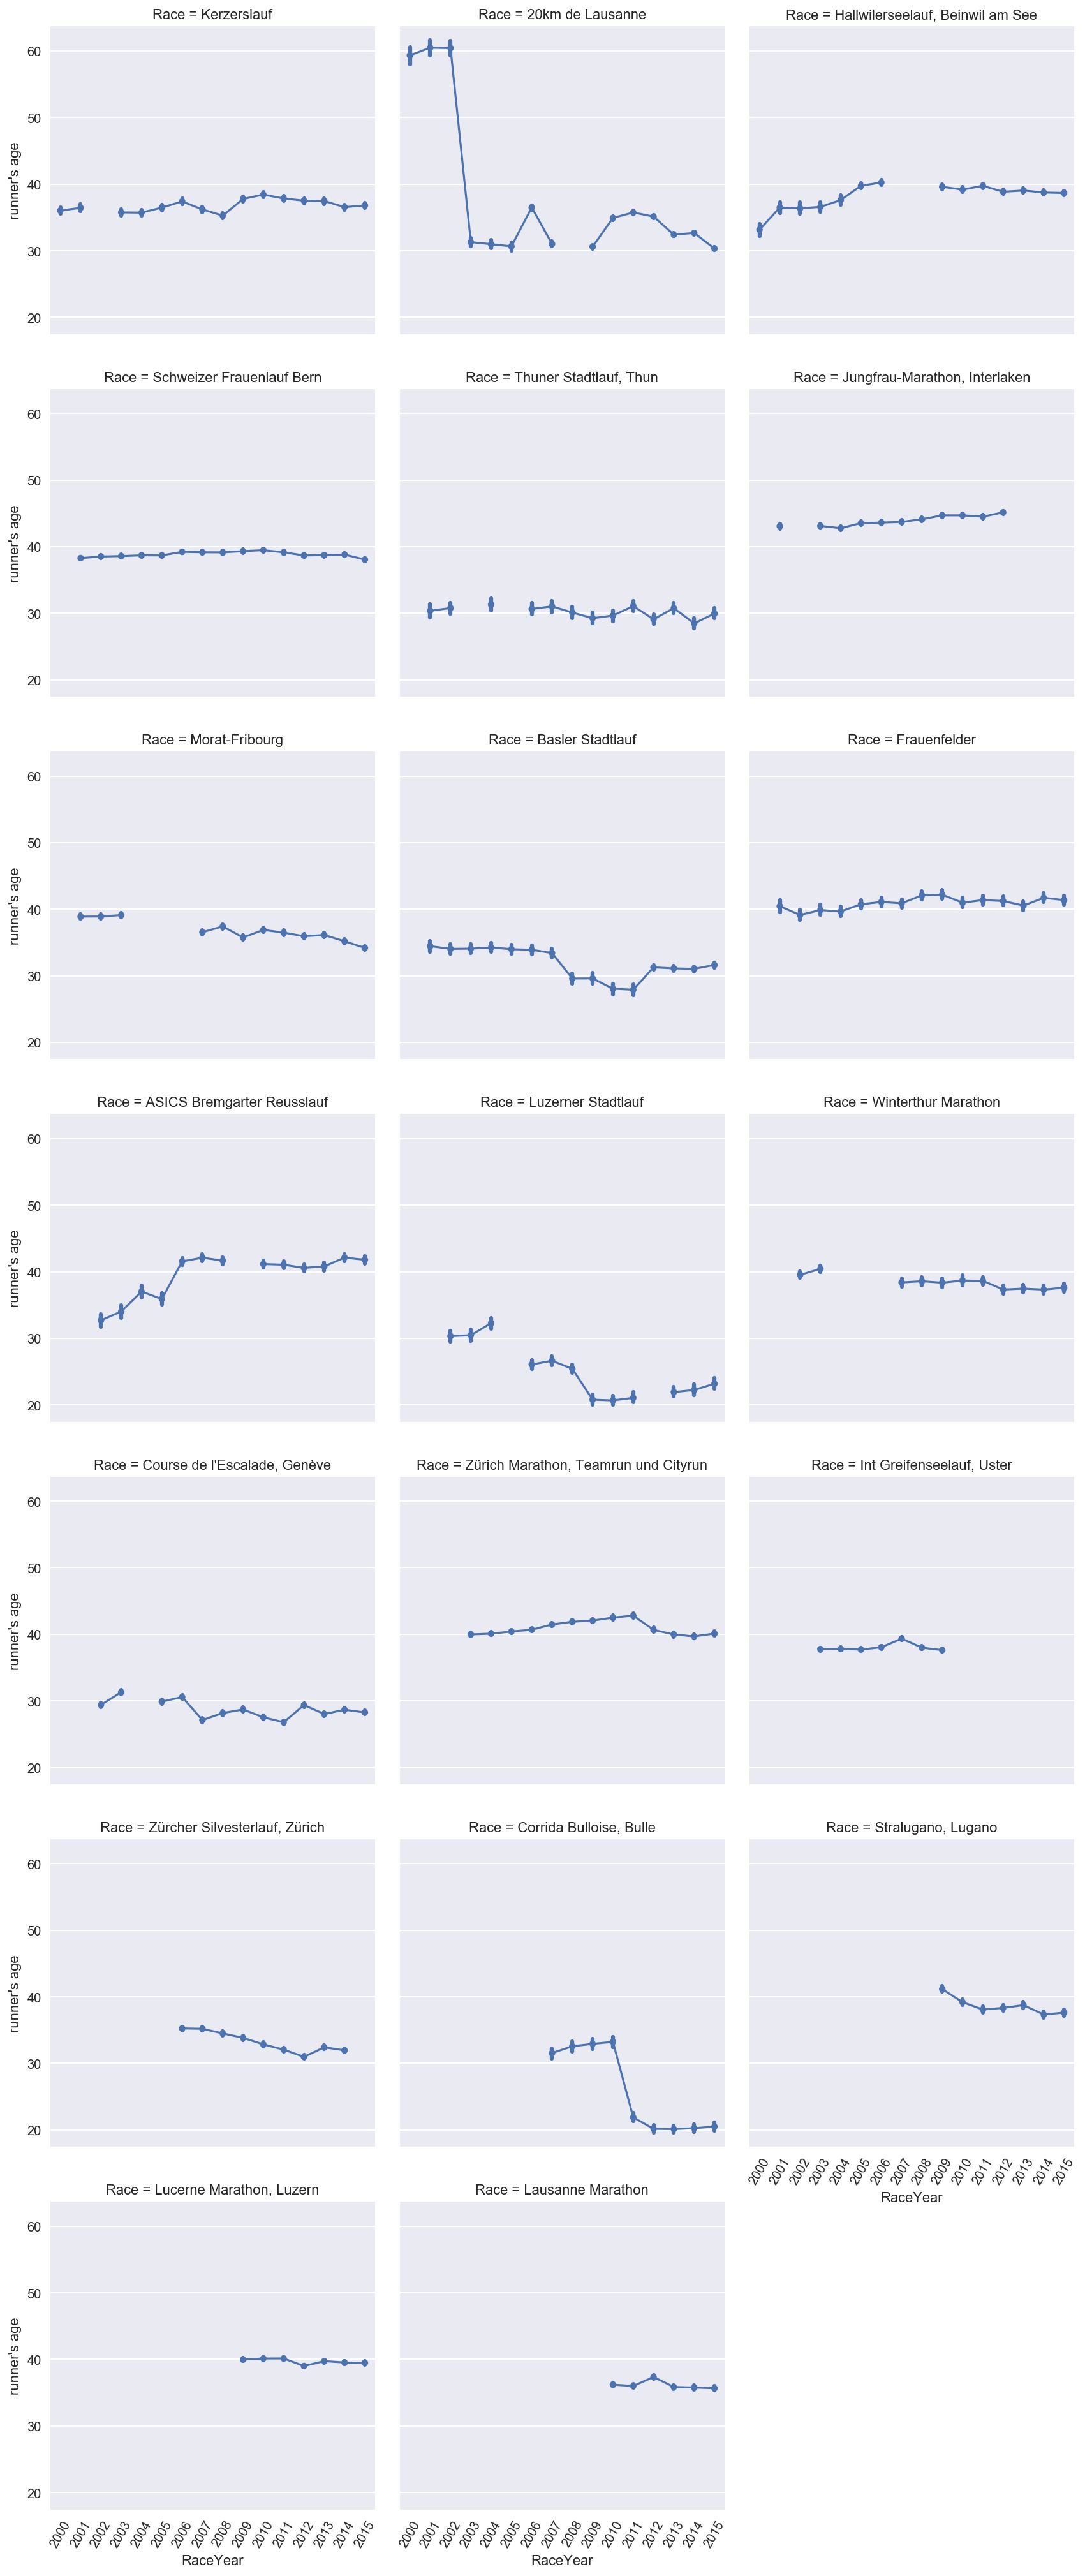 Race = Kerzerslauf
Race = 20km de Lausanne
Race = Hallwilerseelauf, Beinwil am See
60
50
40
30
20
runner's age
Race = Schweizer Frauenlauf Bern
Race = Thuner Stadtlauf, Thun
Race = Jungfrau-Marathon, Interlaken
60
50
40
30
20
runner's age
Race = Morat-Fribourg
Race = Basler Stadtlauf
Race = Frauenfelder
60
50
40
30
20
runner's age
Race = ASICS Bremgarter Reusslauf
Race = Luzerner Stadtlauf
Race = Winterthur Marathon
60
50
40
30
20
runner's age
Race = Course de l'Escalade, Genève
Race = Zürich Marathon, Teamrun und Cityrun
Race = Int Greifenseelauf, Uster
60
50
40
30
20
runner's age
Race = Zürcher Silvesterlauf, Zürich
Race = Corrida Bulloise, Bulle
Race = Stralugano, Lugano
60
50
40
30
20
runner's age
2000 2001 2002 2003 2004 2005 2006 2007 2008 2009 2010 2011 2012 2013 2014 2015
RaceYear
Race = Lucerne Marathon, Luzern
Race = Lausanne Marathon
60
50
40
30
20
runner's age
2000 2001 2002 2003 2004 2005 2006 2007 2008 2009 2010 2011 2012 2013 2014 2015
RaceYear
2000 2001 2002 2003 2004 2005 2006 2007 2008 2009 2010 2011 2012 2013 2014 2015
RaceYear